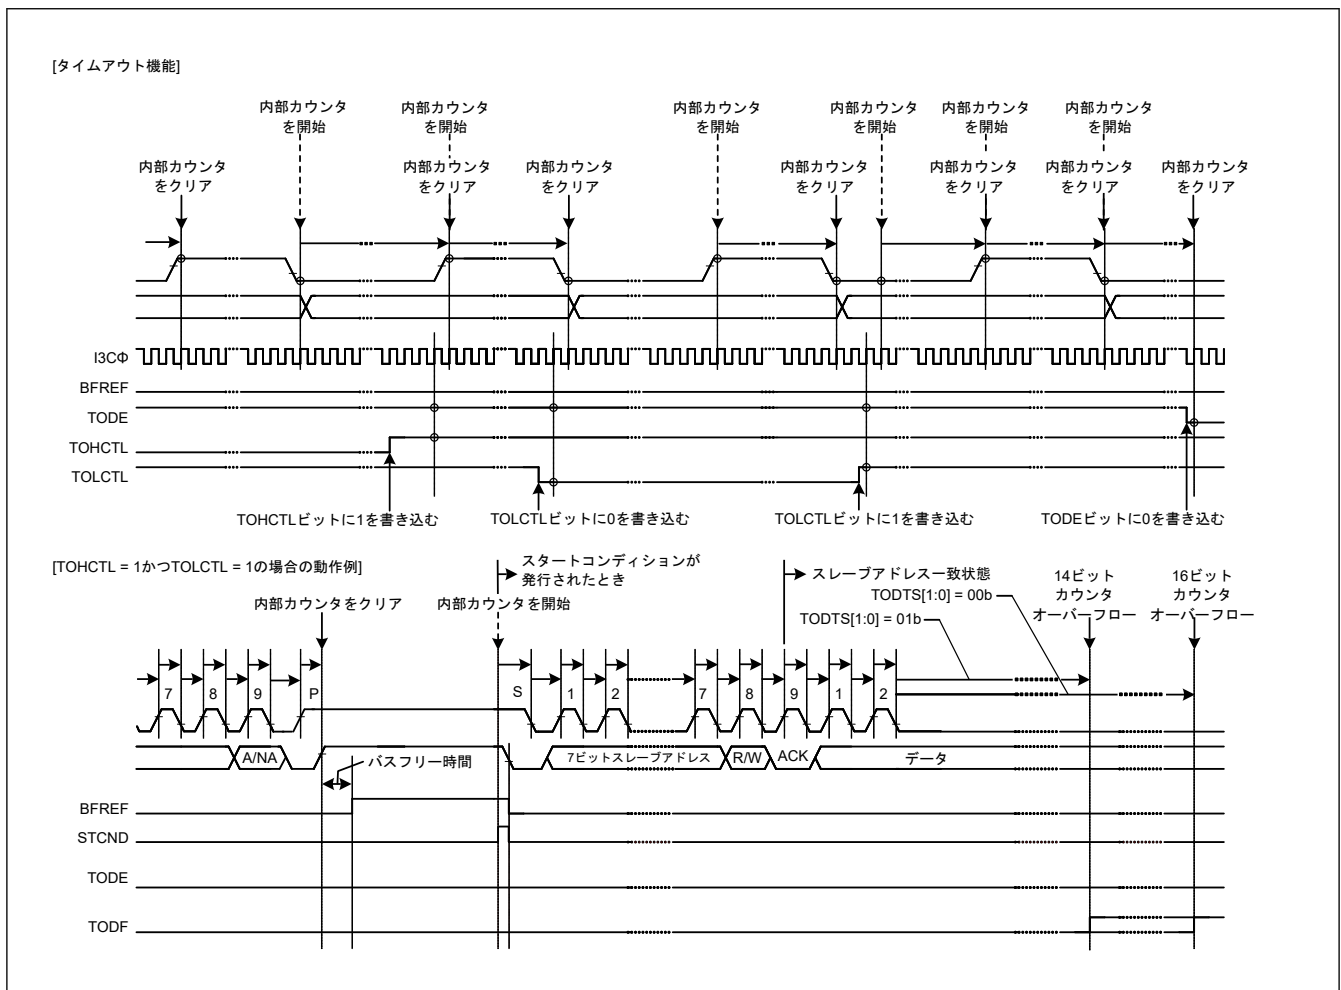 [タイムアウト機能]
内部カウンタ
を開始
内部カウンタ
を開始
内部カウンタ
を開始
内部カウンタ
を開始
内部カウンタ
を開始
内部カウンタ
を開始
内部カウンタ
をクリア
内部カウンタ
をクリア
内部カウンタ
をクリア
内部カウンタ
をクリア
内部カウンタ
をクリア
内部カウンタ
をクリア
内部カウンタ
をクリア
I3CΦ
BFREF
TODE
TOHCTL
TOLCTL
TOHCTLビットに1を書き込む
TOLCTLビットに0を書き込む
TOLCTLビットに1を書き込む
TODEビットに0を書き込む
[TOHCTL = 1かつTOLCTL = 1の場合の動作例]
スタートコンディションが
発行されたとき
スレーブアドレス一致状態
TODTS[1:0] = 00b
TODTS[1:0] = 01b
14ビット
カウンタ
オーバーフロー
16ビット
カウンタ
オーバーフロー
内部カウンタをクリア
内部カウンタを開始
7 8 9 P S 1 2 7 8 9 1 2
A/NA バスフリー時間 7ビットスレーブアドレス R/W ACK データ
BFREF
STCND
TODE
TODF